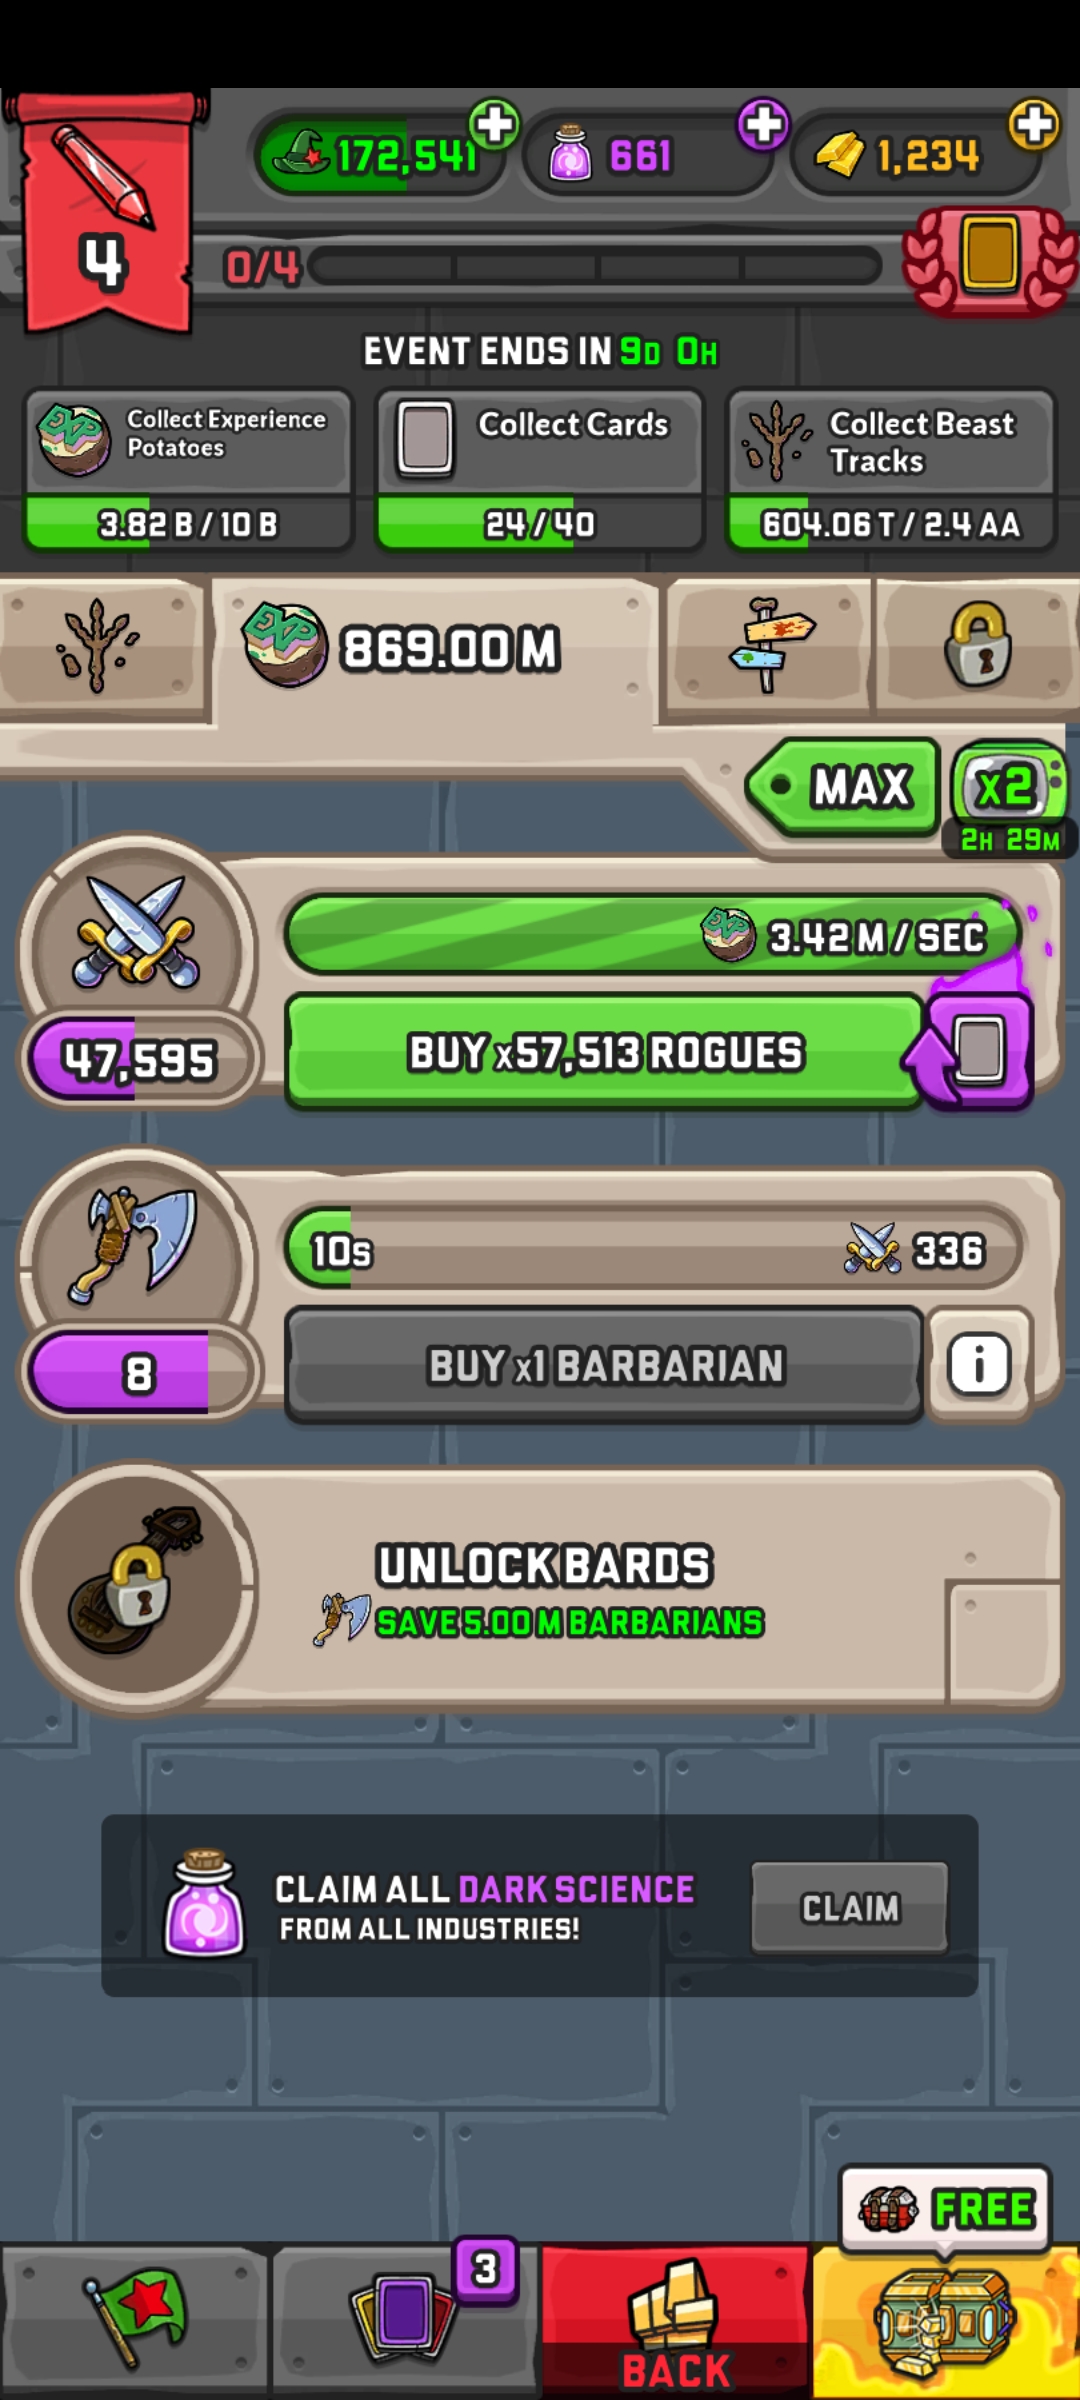 172,541
661
1,234
4
0/4
EVENT ENDS IN 9D 0H
Collect Experience
Potatoes
3.82 B / 10 B
Collect Cards
24 / 40
Collect Beast
Tracks
604.06 T / 2.4 AA
EXP
869.00 M
MAX
x2
2H 29M
3.42 M / SEC
47,595
BUY x57,513 ROGUES
10s
336
8
BUY x1 BARBARIAN
i
UNLOCK BARDS
SAVE 5.00 M BARBARIANS
CLAIM ALL DARK SCIENCE
FROM ALL INDUSTRIES!
CLAIM
FREE
3
BACK